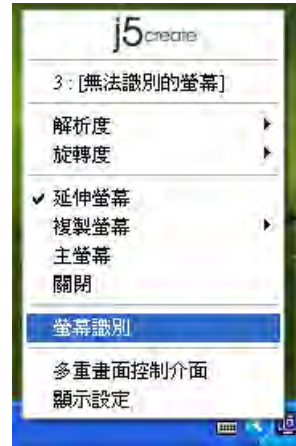 j5create
3 : [無法識別的螢幕]
解析度
旋轉度
延伸螢幕
複製螢幕
主螢幕
關閉
螢幕識別
多重畫面控制介面
顯示設定